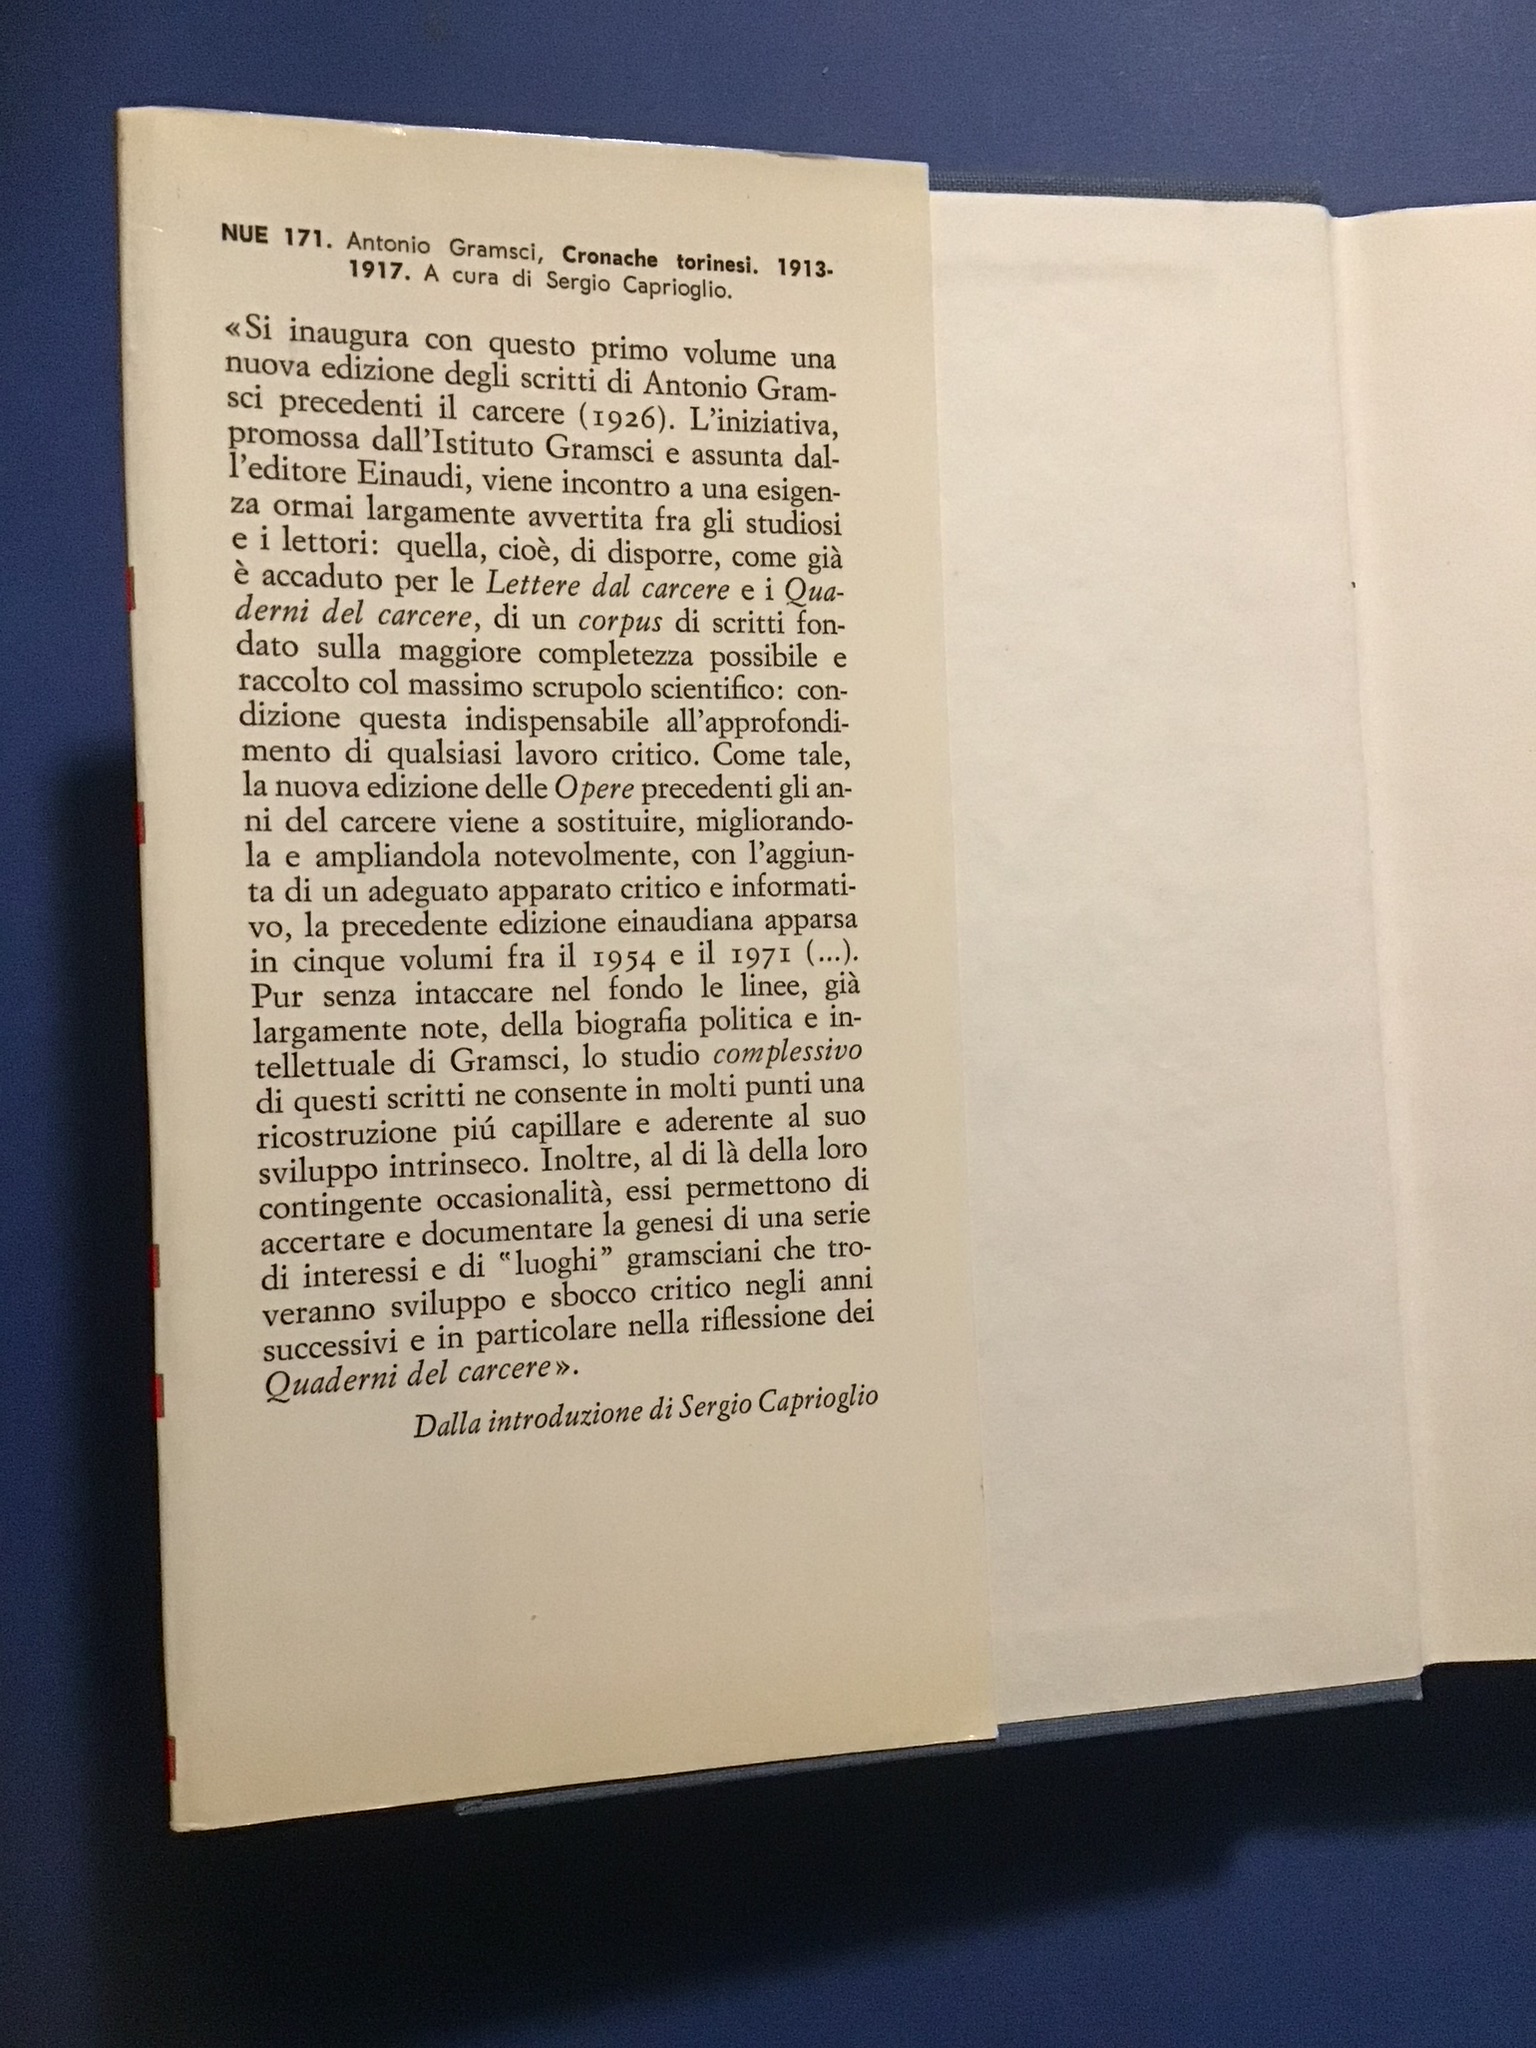 NUE 171. Antonio Gramsci, Cronache torinesi. 1913-
1917. A cura di Sergio Caprioglio.
«Si inaugura con questo primo volume una
nuova edizione degli scritti di Antonio Gram-
sci precedenti il carcere (1926). L'iniziativa,
promossa dall'Istituto Gramsci e assunta dal-
l'editore Einaudi, viene incontro a una esigen-
za ormai largamente avvertita fra gli studiosi
e i lettori: quella, cioè, di disporre, come già
è accaduto per le Lettere dal carcere e i Qua-
derni del carcere, di un corpus di scritti fon-
dato sulla maggiore completezza possibile e
raccolto col massimo scrupolo scientifico: con-
dizione questa indispensabile all'approfondi-
mento di qualsiasi lavoro critico. Come tale,
la nuova edizione delle Opere precedenti gli an-
ni del carcere viene a sostituire, migliorando-
la e ampliandola notevolmente, con l'aggiun-
ta di un adeguato apparato critico e informati-
vo, la precedente edizione einaudiana apparsa
in cinque volumi fra il 1954 e il 1971 (...).
Pur senza intaccare nel fondo le linee, già
largamente note, della biografia politica e in-
tellettuale di Gramsci, lo studio complessivo
di questi scritti ne consente in molti punti una
ricostruzione piú capillare e aderente al suo
sviluppo intrinseco. Inoltre, al di là della loro
contingente occasionalità, essi permettono di
accertare e documentare la genesi di una serie
di interessi e di "luoghi" gramsciani che tro-
veranno sviluppo e sbocco critico negli anni
successivi e in particolare nella riflessione dei
Quaderni del carcere».
Dalla introduzione di Sergio Caprioglio